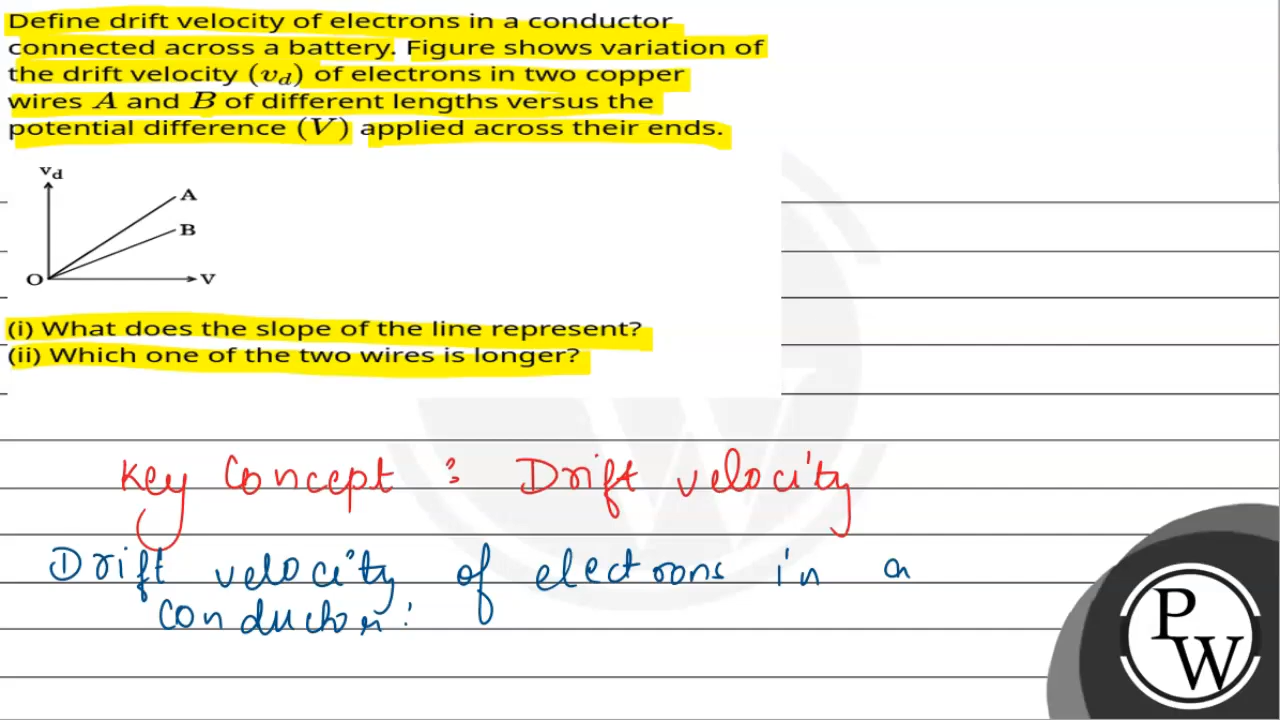 Define drift velocity of electrons in a conductor
connected across a battery. Figure shows variation of
the drift velocity (v_d) of electrons in two copper
wires A and B of different lengths versus the
potential difference (V) applied across their ends.
v_d
A
B
O
V
(i) What does the slope of the line represent?
(ii) Which one of the two wires is longer?
Key Concept : Drift velocity
Drift velocity of electrons in a
conductor :
P
W